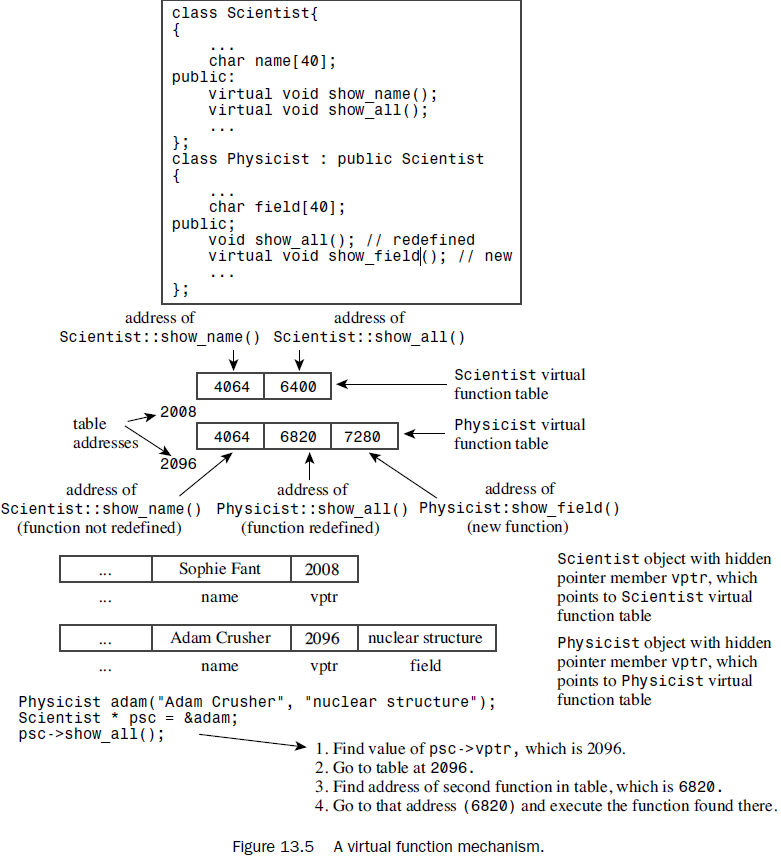 class Scientist{
{
    ...
    char name[40];
public:
    virtual void show_name();
    virtual void show_all();
    ...
};
class Physicist : public Scientist
{
    ...
    char field[40];
public;
    void show_all(); // redefined
    virtual void show_field(); // new
    ...
};
address of
Scientist::show_name()
address of
Scientist::show_all()
4064 6400
Scientist virtual
function table
2008
table
addresses
4064 6820 7280
Physicist virtual
function table
2096
address of
Scientist::show_name()
(function not redefined)
address of
Physicist::show_all()
(function redefined)
address of
Physicist:show_field()
(new function)
... Sophie Fant 2008
... name vptr
Scientist object with hidden
pointer member vptr, which
points to Scientist virtual
function table
... Adam Crusher 2096 nuclear structure
... name vptr field
Physicist object with hidden
pointer member vptr, which
points to Physicist virtual
function table
Physicist adam("Adam Crusher", "nuclear structure");
Scientist * psc = &adam;
psc->show_all();
1. Find value of psc->vptr, which is 2096.
2. Go to table at 2096.
3. Find address of second function in table, which is 6820.
4. Go to that address (6820) and execute the function found there.
Figure 13.5 A virtual function mechanism.